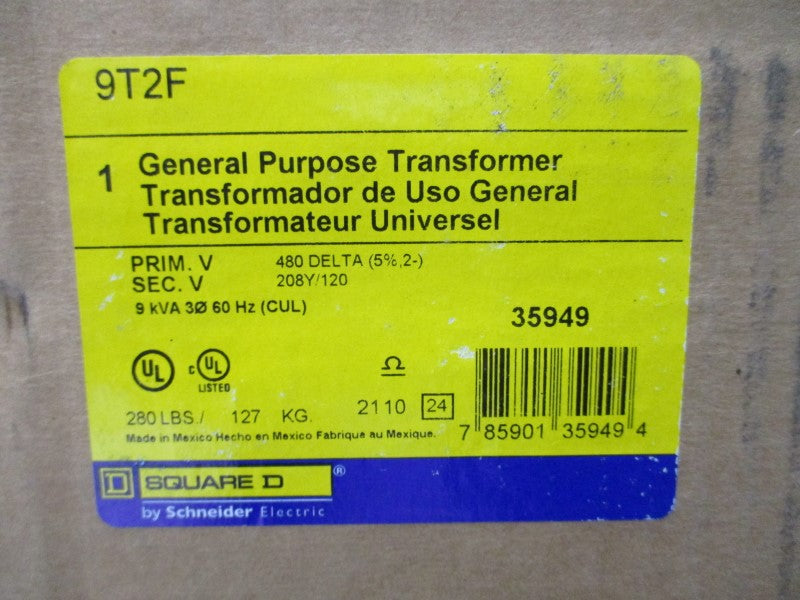 9T2F
1 General Purpose Transformer
Transformador de Uso General
Transformateur Universel
PRIM. V 480 DELTA (5%,2-)
SEC. V 208Y/120
9 kVA 3Ø 60 Hz (CUL)
35949
UL c UL LISTED
280 LBS./ 127 KG. 2110 24
7 85901 35949 4
Made in Mexico Hecho en Mexico Fabrique au Mexique.
D SQUARE D ®
by Schneider Electric